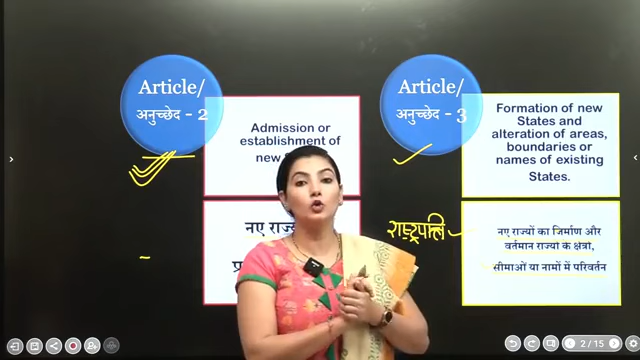 Article/
अनुच्छेद - 2
Admission or
establishment of
new
नए राज्य
Article/
अनुच्छेद - 3
Formation of new
States and
alteration of areas,
boundaries or
names of existing
States.
राष्ट्रपति
नए राज्यों का निर्माण और
वर्तमान राज्यों के क्षेत्रों,
सीमाओं या नामों में परिवर्तन
2 / 15